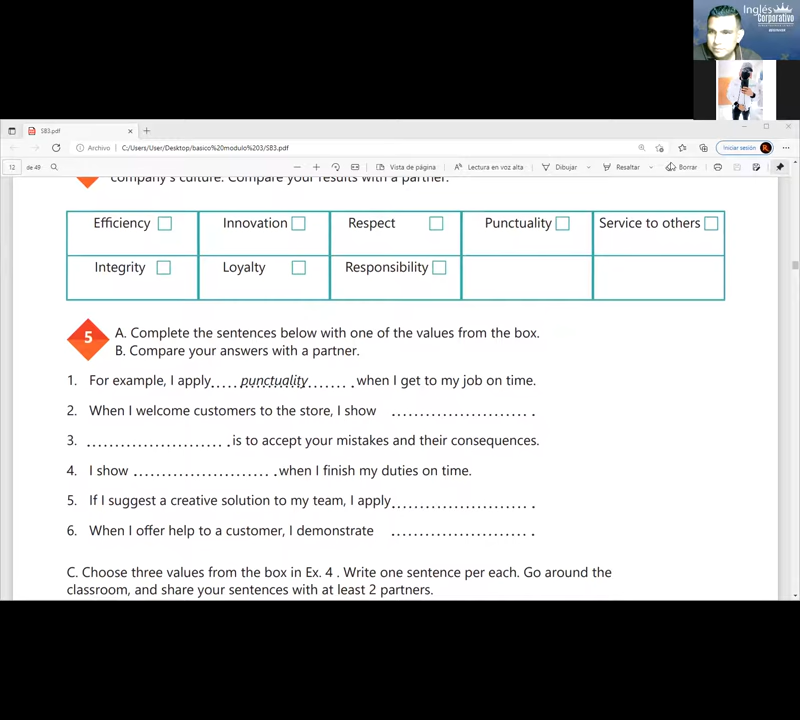 Inglés
Corporativo
S83.pdf
Archivo C:/Users/User/Desktop/basico%20modulo%203/S83.pdf
Iniciar sesión R
12 de 49 Vista de página Lectura en voz alta Dibujar Resaltar Borrar
company's culture. Compare your results with a partner.
Efficiency Innovation Respect Punctuality Service to others
Integrity Loyalty Responsibility
5
A. Complete the sentences below with one of the values from the box.
B. Compare your answers with a partner.
1. For example, I apply.....punctuality........when I get to my job on time.
2. When I welcome customers to the store, I show ........................ .
3. ........................ .is to accept your mistakes and their consequences.
4. I show ........................ .when I finish my duties on time.
5. If I suggest a creative solution to my team, I apply........................ .
6. When I offer help to a customer, I demonstrate ........................ .
C. Choose three values from the box in Ex. 4 . Write one sentence per each. Go around the
classroom, and share your sentences with at least 2 partners.